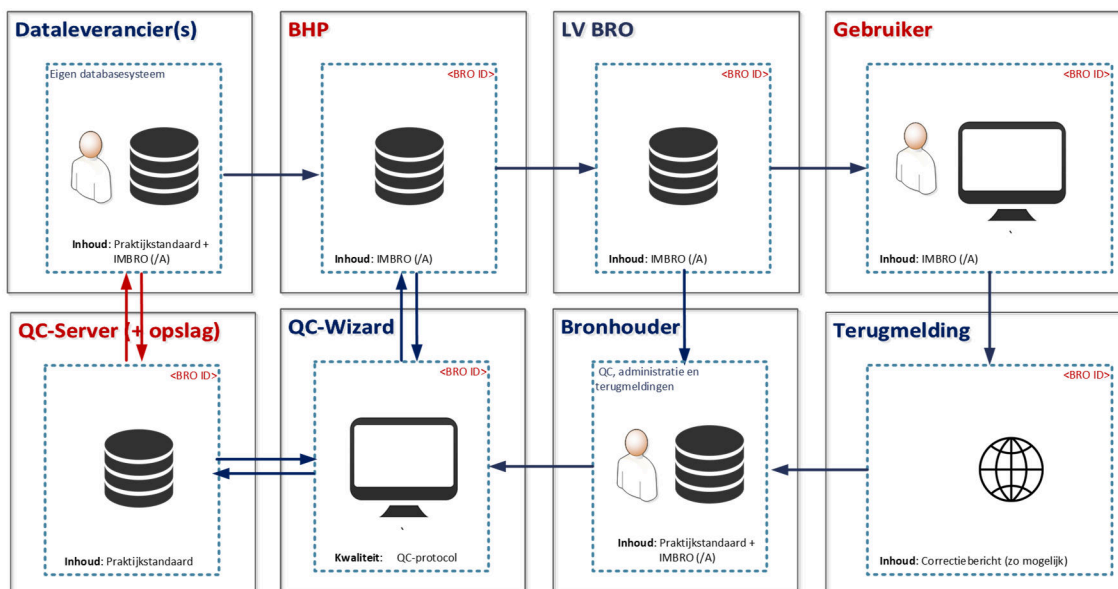 Dataleverancier(s)
Eigen databasesysteem
Inhoud: Praktijkstandaard +
IMBRO (/A)
BHP
<BRO ID>
Inhoud: IMBRO (/A)
LV BRO
<BRO ID>
Inhoud: IMBRO (/A)
Gebruiker
<BRO ID>
Inhoud: IMBRO (/A)
QC-Server (+ opslag)
<BRO ID>
Inhoud: Praktijkstandaard
QC-Wizard
<BRO ID>
Kwaliteit: QC-protocol
Bronhouder
QC, administratie en
terugmeldingen
Inhoud: Praktijkstandaard +
IMBRO (/A)
Terugmelding
<BRO ID>
Inhoud: Correctiebericht (zo mogelijk)